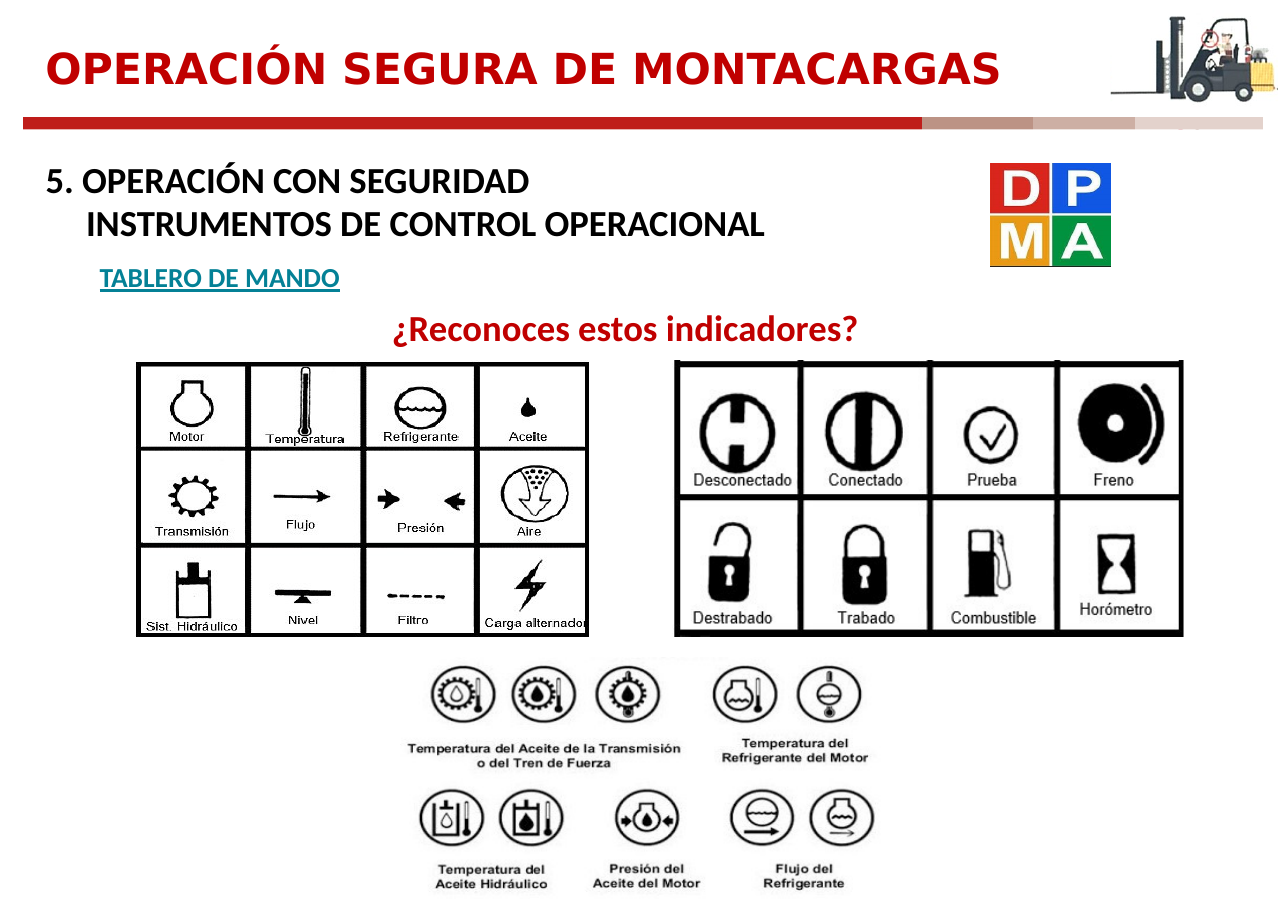 OPERACIÓN SEGURA DE MONTACARGAS
5. OPERACIÓN CON SEGURIDAD
INSTRUMENTOS DE CONTROL OPERACIONAL
D P
M A
TABLERO DE MANDO
¿Reconoces estos indicadores?
Motor
Temperatura
Refrigerante
Aceite
Transmisión
Flujo
Presión
Aire
Sist. Hidráulico
Nivel
Filtro
Carga alternador
Desconectado
Conectado
Prueba
Freno
Destrabado
Trabado
Combustible
Horómetro
Temperatura del Aceite de la Transmisión
o del Tren de Fuerza
Temperatura del
Refrigerante del Motor
Temperatura del
Aceite Hidráulico
Presión del
Aceite del Motor
Flujo del
Refrigerante